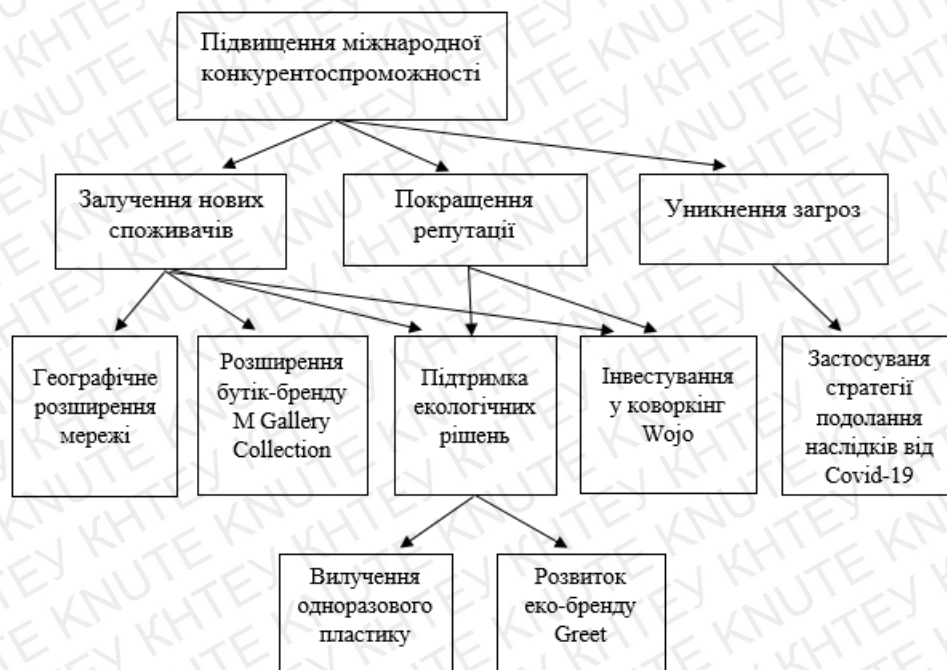 Підвищення міжнародної
конкурентоспроможності
Залучення нових
споживачів
Покращення
репутації
Уникнення загроз
Географічне
розширення
мережі
Розширення
бутік-бренду
M Gallery
Collection
Підтримка
екологічних
рішень
Інвестування
у коворкінг
Wojo
Застосуваня
стратегії
подолання
наслідків від
Covid-19
Вилучення
одноразового
пластику
Розвиток
еко-бренду
Greet